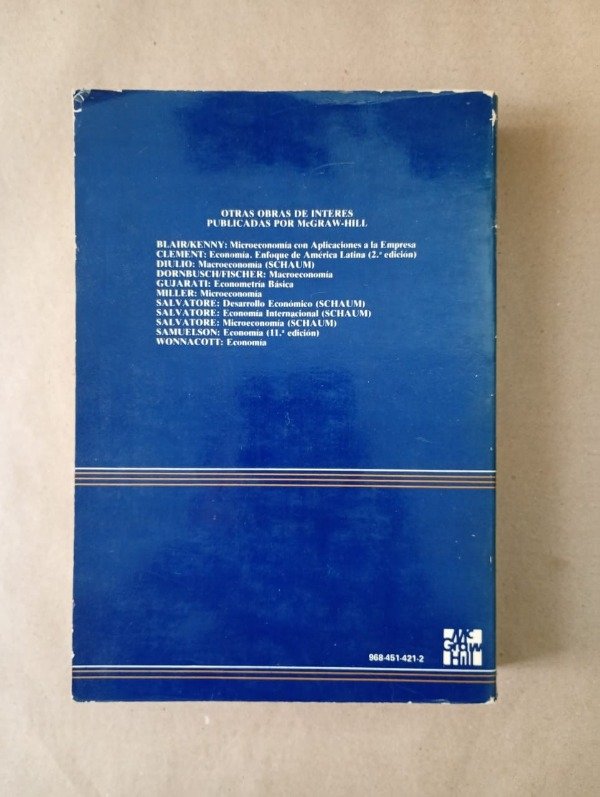 OTRAS OBRAS DE INTERES
PUBLICADAS POR McGRAW-HiLL
BLAIR/KENNY: Microeconomía con Aplicaciones a la Empresa
CLEMENT: Economía. Enfoque de América Latina (2.ª edición)
DIULIO: Macroeconomía (SCHAUM)
DORNBUSCH/FISCHER: Macroeconomía
GUJARATI: Econometría Básica
MILLER: Microeconomía
SALVATORE: Desarrollo Económico (SCHAUM)
SALVATORE: Economía Internacional (SCHAUM)
SALVATORE: Microeconomía (SCHAUM)
SAMUELSON: Economía (11.ª edición)
WONNACOTT: Economía
968-451-421-2
Mc
Graw
Hill